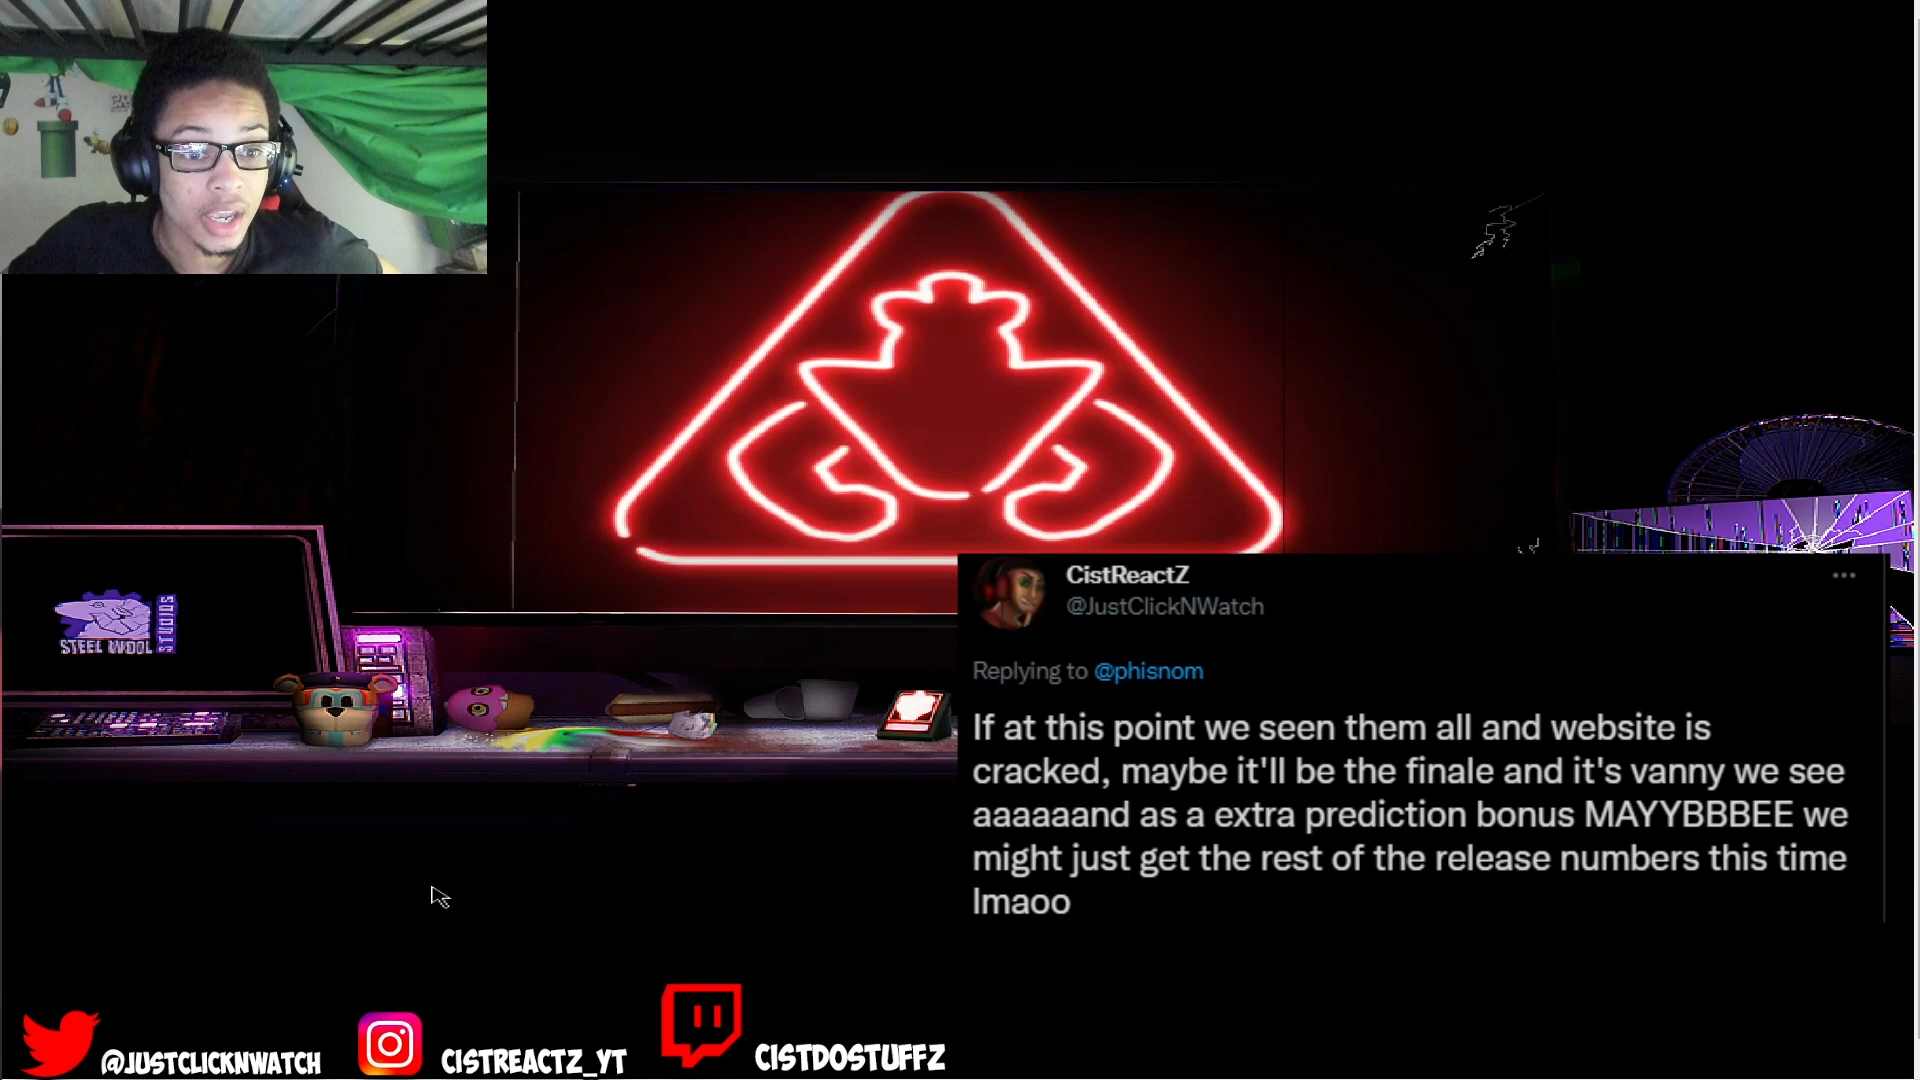 STEEL WOOL
STUDIOS
CistReactZ
@JustClickNWatch
Replying to @phisnom
If at this point we seen them all and website is
cracked, maybe it'll be the finale and it's vanny we see
aaaaaand as a extra prediction bonus MAYYBBBEE we
might just get the rest of the release numbers this time
lmaoo
@JUSTCLICKNWATCH
CISTREACTZ_YT
CISTDOSTUFFZ